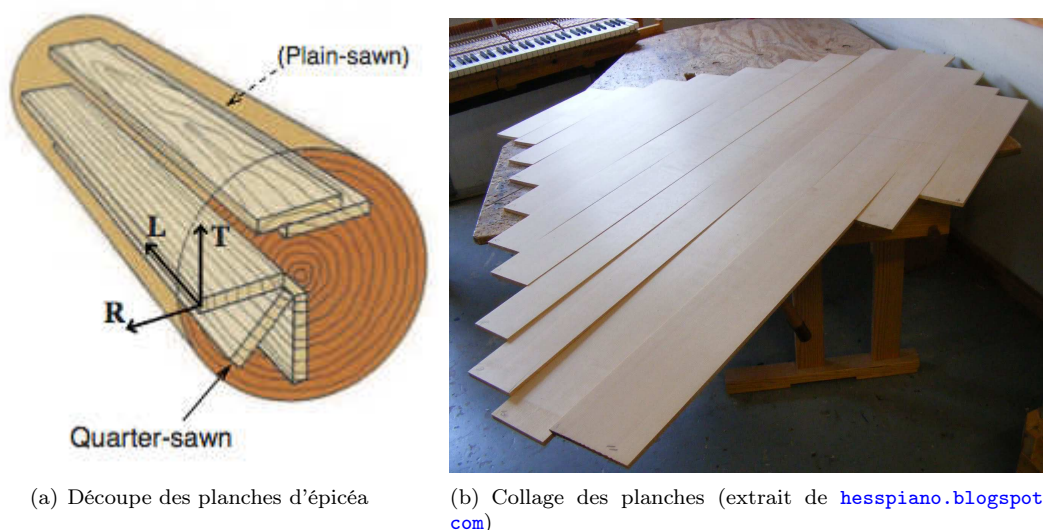 (Plain-sawn)
L
T
R
Quarter-sawn
(a) Découpe des planches d'épicéa
(b) Collage des planches (extrait de hesspiano.blogspot
com)